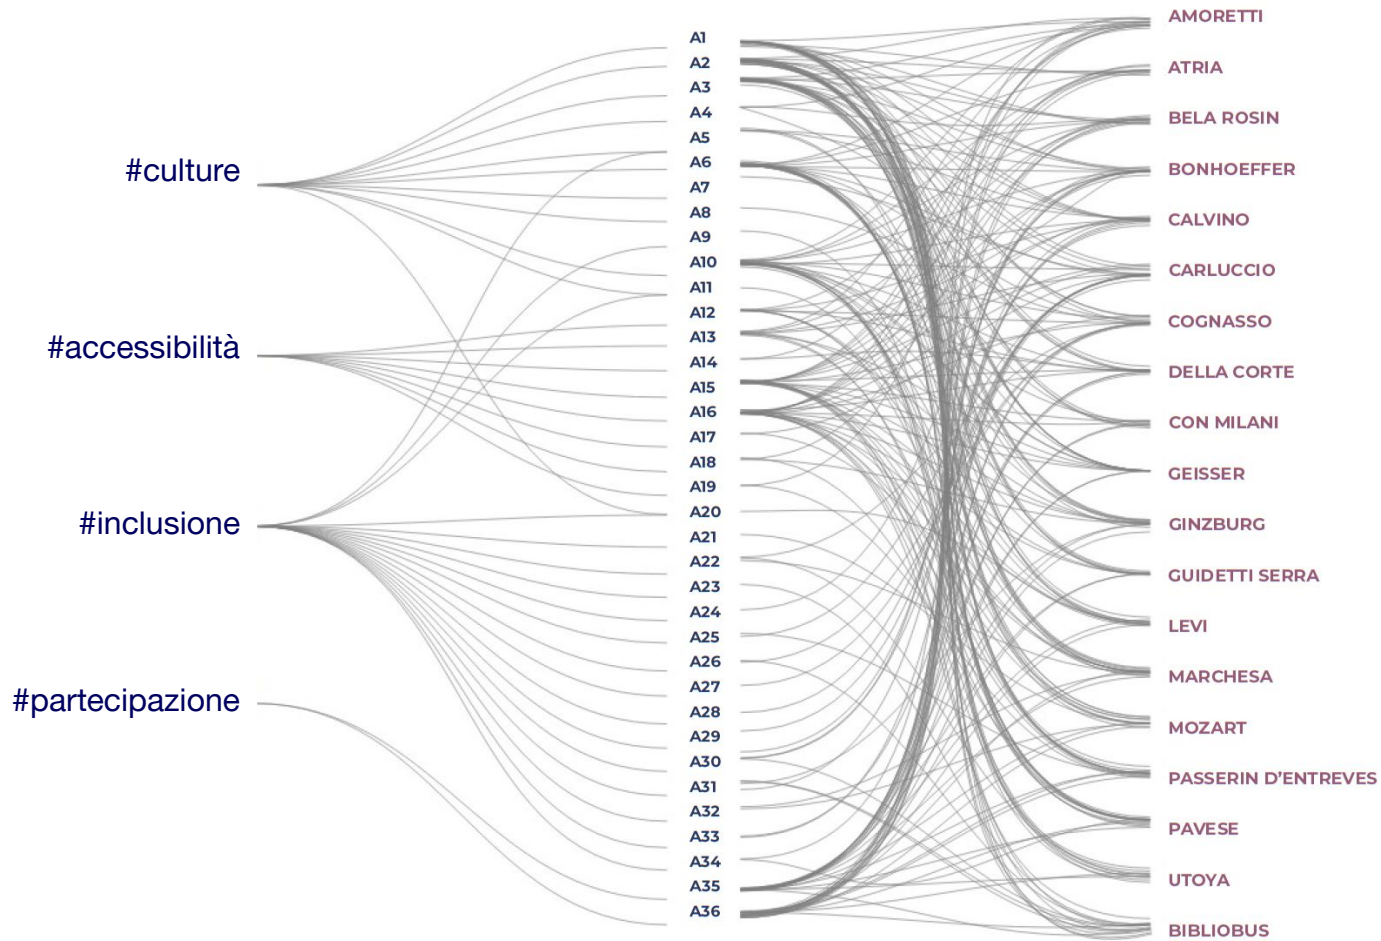 #culture
#accessibilità
#inclusione
#partecipazione
A1
A2
A3
A4
A5
A6
A7
A8
A9
A10
A11
A12
A13
A14
A15
A16
A17
A18
A19
A20
A21
A22
A23
A24
A25
A26
A27
A28
A29
A30
A31
A32
A33
A34
A35
A36
AMORETTI
ATRIA
BELA ROSIN
BONHOEFFER
CALVINO
CARLUCCIO
COGNASSO
DELLA CORTE
CON MILANI
GEISSER
GINZBURG
GUIDETTI SERRA
LEVI
MARCHESA
MOZART
PASSERIN D'ENTREVES
PAVESE
UTOYA
BIBLIOBUS